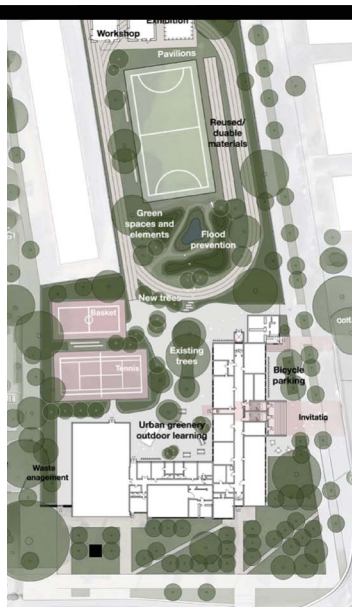 Exhibition
Workshop
Pavilions
Reused/
duable
materials
Green
spaces and
elements
Flood
prevention
New trees
Basket
Existing
trees
Tennis
Bicycle
parking
Invitatio
Urban greenery
outdoor learning
Waste
anagement